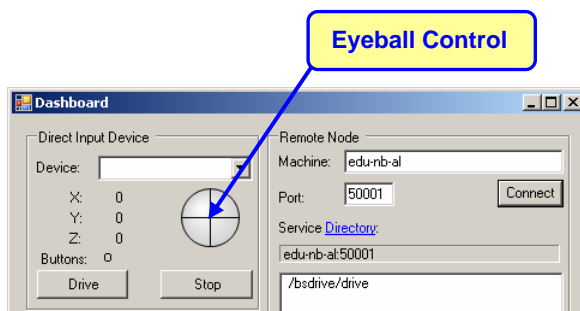 Eyeball Control
Dashboard
Direct Input Device
Device:
X: 0
Y: 0
Z: 0
Buttons: O
Drive
Stop
Remote Node
Machine: edu-nb-al
Port: 50001
Connect
Service Directory:
edu-nb-al:50001
/bsdrive/drive